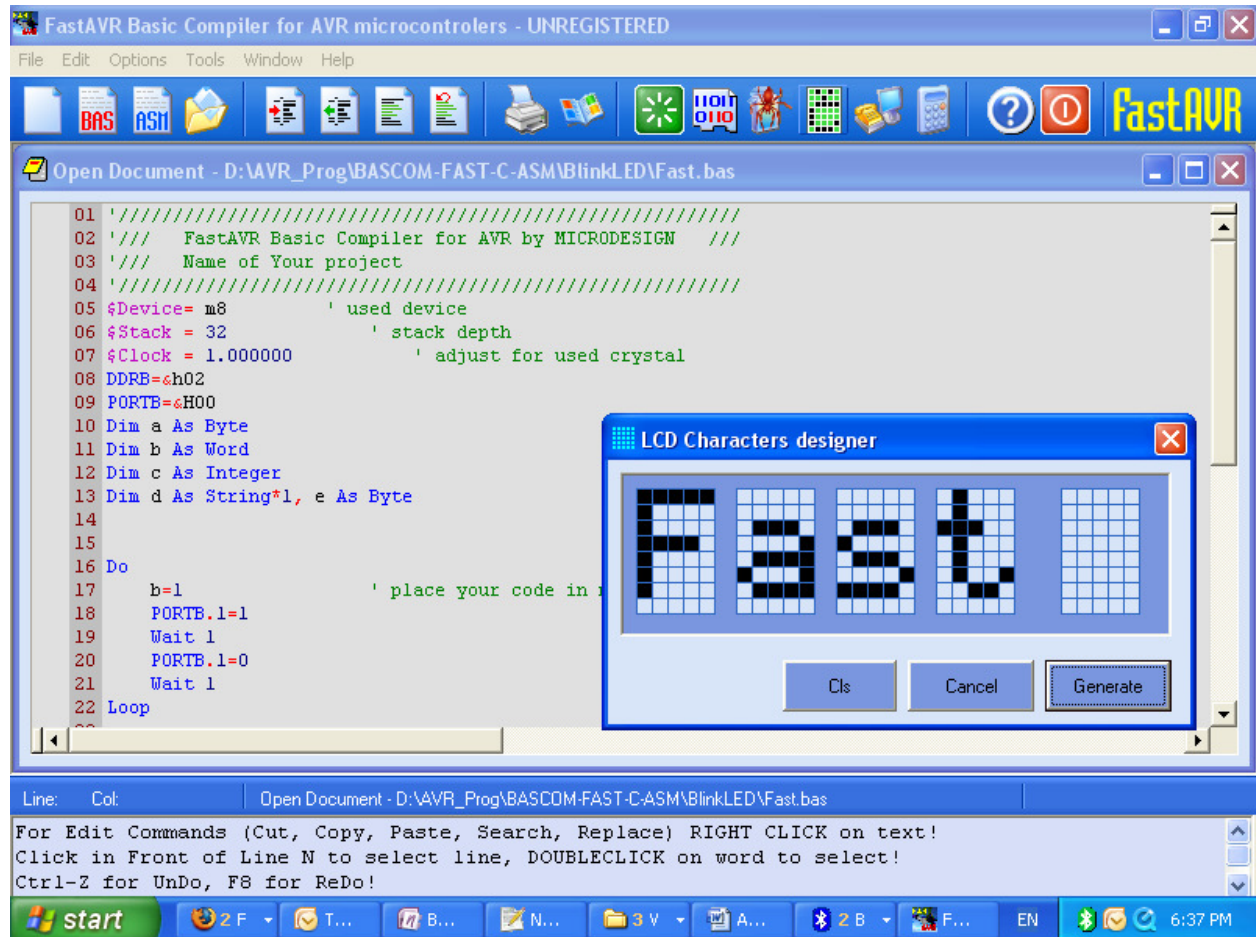 FastAVR Basic Compiler for AVR microcontrolers - UNREGISTERED
File Edit Options Tools Window Help
BAS ASM 11011 0110 fastAVR
Open Document - D:\AVR_Prog\BASCOM-FAST-C-ASM\BlinkLED\Fast.bas
01 '///////////////////////////////////////////////////////////
02 '/// FastAVR Basic Compiler for AVR by MICRODESIGN ///
03 '/// Name of Your project
04 '///////////////////////////////////////////////////////////
05 $Device= m8 ' used device
06 $Stack = 32 ' stack depth
07 $Clock = 1.000000 ' adjust for used crystal
08 DDRB=&h02
09 PORTB=&H00
10 Dim a As Byte
11 Dim b As Word
12 Dim c As Integer
13 Dim d As String*1, e As Byte
14
15
16 Do
17 b=1 ' place your code in
18 PORTB.1=1
19 Wait 1
20 PORTB.1=0
21 Wait 1
22 Loop
LCD Characters designer
Fast
Cls Cancel Generate
Line: Col: Open Document - D:\AVR_Prog\BASCOM-FAST-C-ASM\BlinkLED\Fast.bas
For Edit Commands (Cut, Copy, Paste, Search, Replace) RIGHT CLICK on text!
Click in Front of Line N to select line, DOUBLECLICK on word to select!
Ctrl-Z for UnDo, F8 for ReDo!
start 2 F T... B... N... 3 V A... 2 B F... EN 6:37 PM